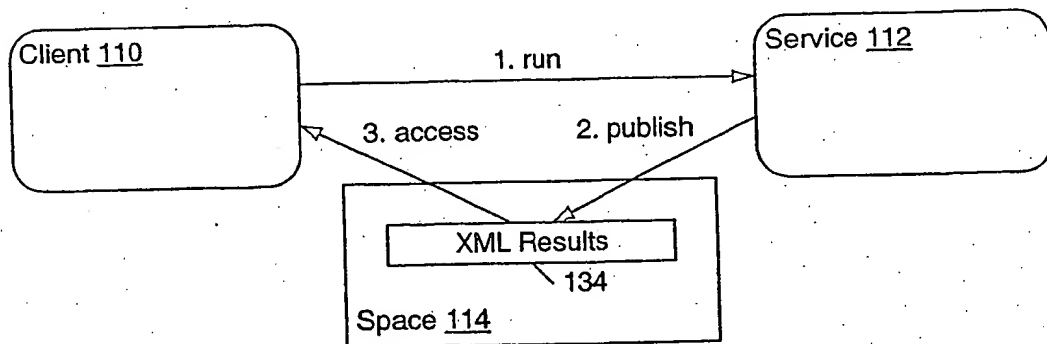 Client 110
Service 112
1. run
3. access
2. publish
XML Results
134
Space 114